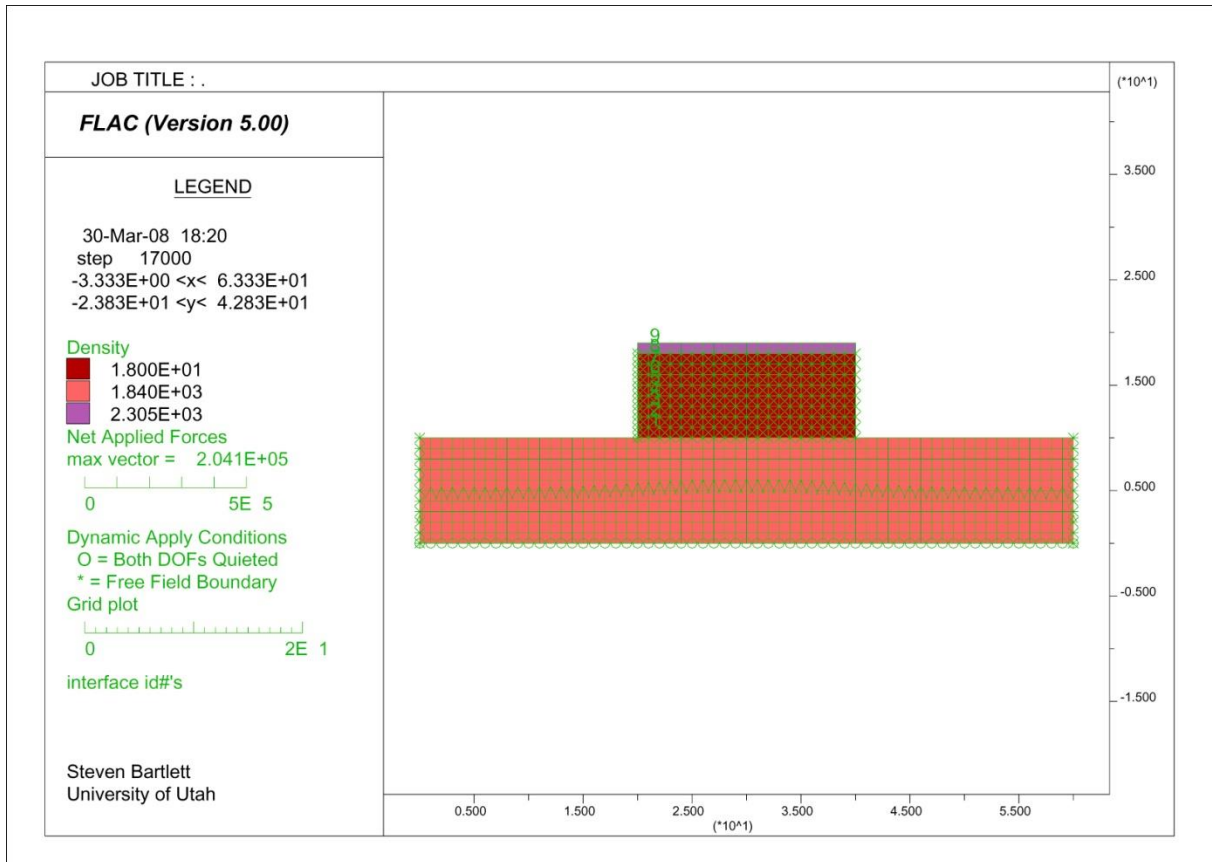 JOB TITLE : .
FLAC (Version 5.00)
LEGEND
30-Mar-08 18:20
step 17000
-3.333E+00 <x< 6.333E+01
-2.383E+01 <y< 4.283E+01
Density
1.800E+01
1.840E+03
2.305E+03
Net Applied Forces
max vector = 2.041E+05
0 5E 5
Dynamic Apply Conditions
O = Both DOFs Quieted
* = Free Field Boundary
Grid plot
0 2E 1
interface id#'s
Steven Bartlett
University of Utah
(*10^1)
3.500
2.500
1.500
0.500
-0.500
-1.500
0.500 1.500 2.500 3.500 4.500 5.500
(*10^1)